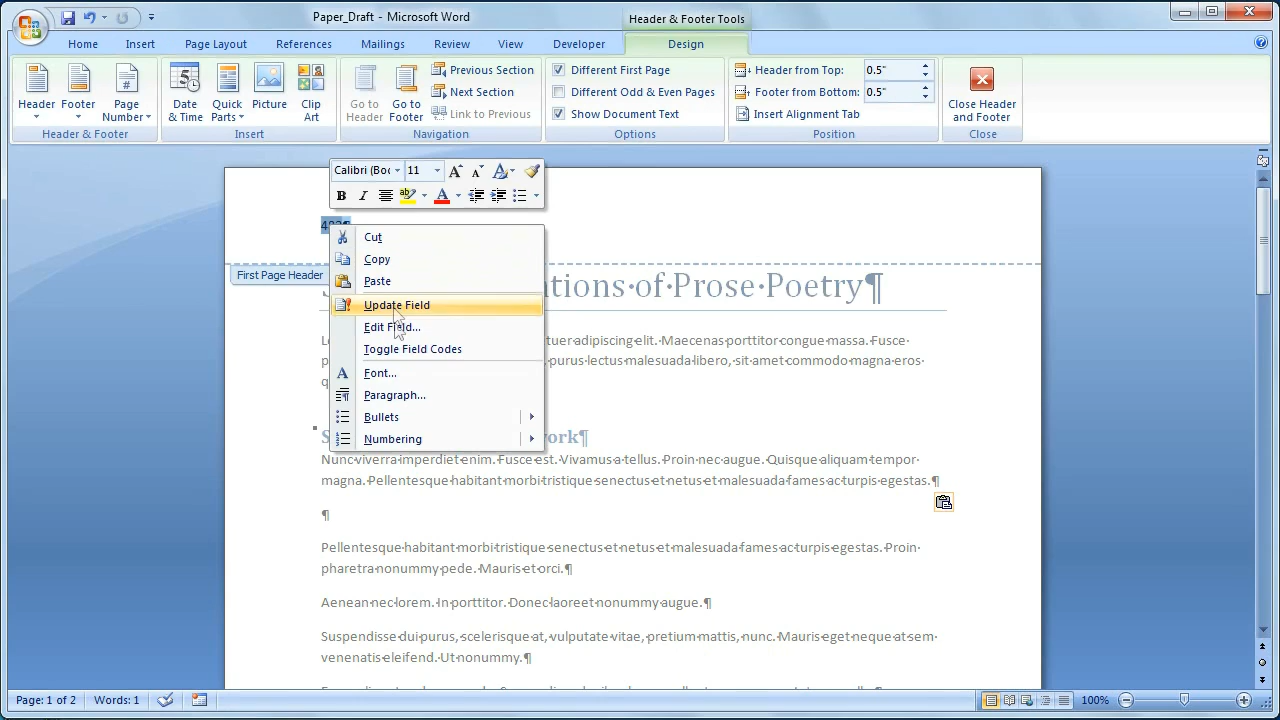 Paper_Draft - Microsoft Word
Header & Footer Tools
Home Insert Page Layout References Mailings Review View Developer Design
Header Footer Page Number
Header & Footer
Date & Time Quick Parts Picture Clip Art
Insert
Go to Header Go to Footer
Previous Section
Next Section
Link to Previous
Navigation
Different First Page
Different Odd & Even Pages
Show Document Text
Options
Header from Top: 0.5"
Footer from Bottom: 0.5"
Insert Alignment Tab
Position
Close Header and Footer
Close
Calibri (Boc 11
First Page Header
Cut
Copy
Paste
Update Field
Edit Field...
Toggle Field Codes
Font...
Paragraph...
Bullets
Numbering
tions·of·Prose·Poetry¶
tuer·adipiscing·elit.·Maecenas·porttitor·congue·massa.·Fusce·
purus·lectus·malesuada·libero,·sit·amet·commodo·magna·eros·
ork¶
Nunc·viverra·imperdiet·enim.·Fusce·est.·Vivamus·a·tellus.·Proin·nec·augue.·Quisque·aliquam·tempor·
magna.·Pellentesque·habitant·morbi·tristique·senectus·et·netus·et·malesuada·fames·ac·turpis·egestas.¶
¶
Pellentesque·habitant·morbi·tristique·senectus·et·netus·et·malesuada·fames·ac·turpis·egestas.·Proin·
pharetra·nonummy·pede.·Mauris·et·orci.¶
Aenean·nec·lorem.·In·porttitor.·Donec·laoreet·nonummy·augue.¶
Suspendisse·dui·purus,·scelerisque·at,·vulputate·vitae,·pretium·mattis,·nunc.·Mauris·eget·neque·at·sem·
venenatis·eleifend.·Ut·nonummy.¶
Page: 1 of 2 Words: 1 100%